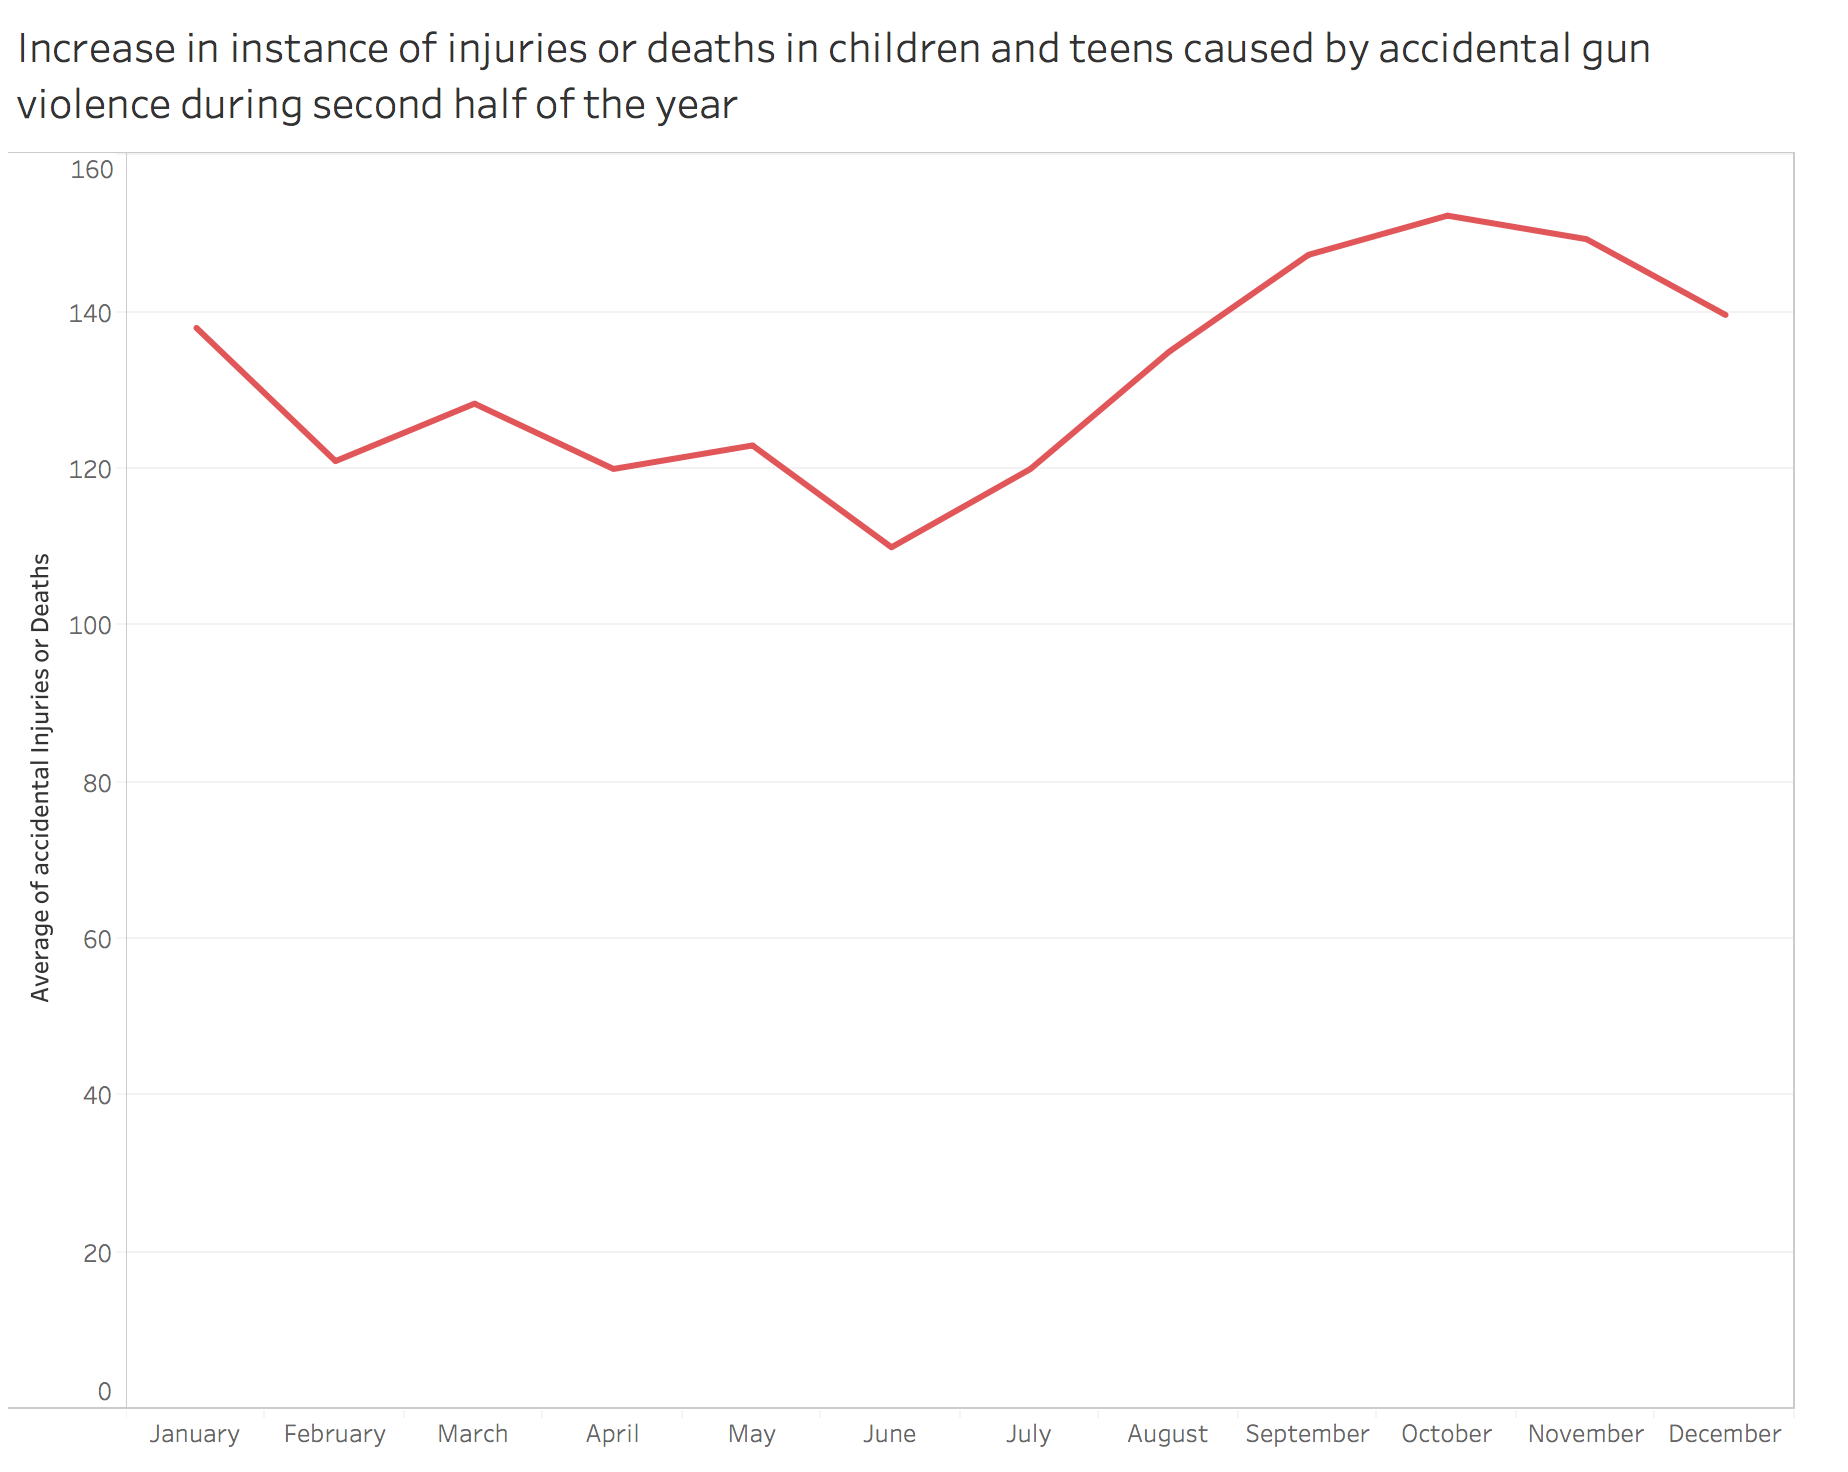 Increase in instance of injuries or deaths in children and teens caused by accidental gun
violence during second half of the year
160
140
120
100
80
60
40
20
0
Average of accidental Injuries or Deaths
January February March April May June July August September October November December